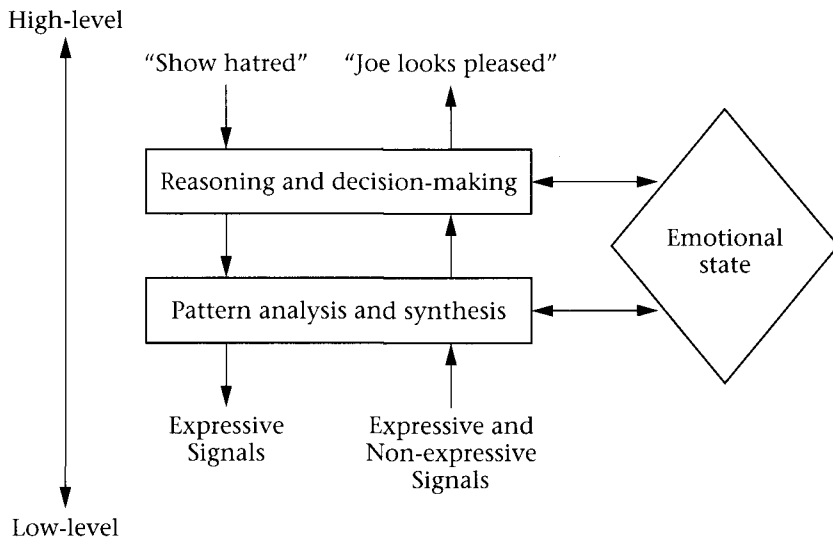 High-level
“Show hatred”
“Joe looks pleased”
Reasoning and decision-making
Emotional
state
Pattern analysis and synthesis
Expressive
Signals
Expressive and
Non-expressive
Signals
Low-level